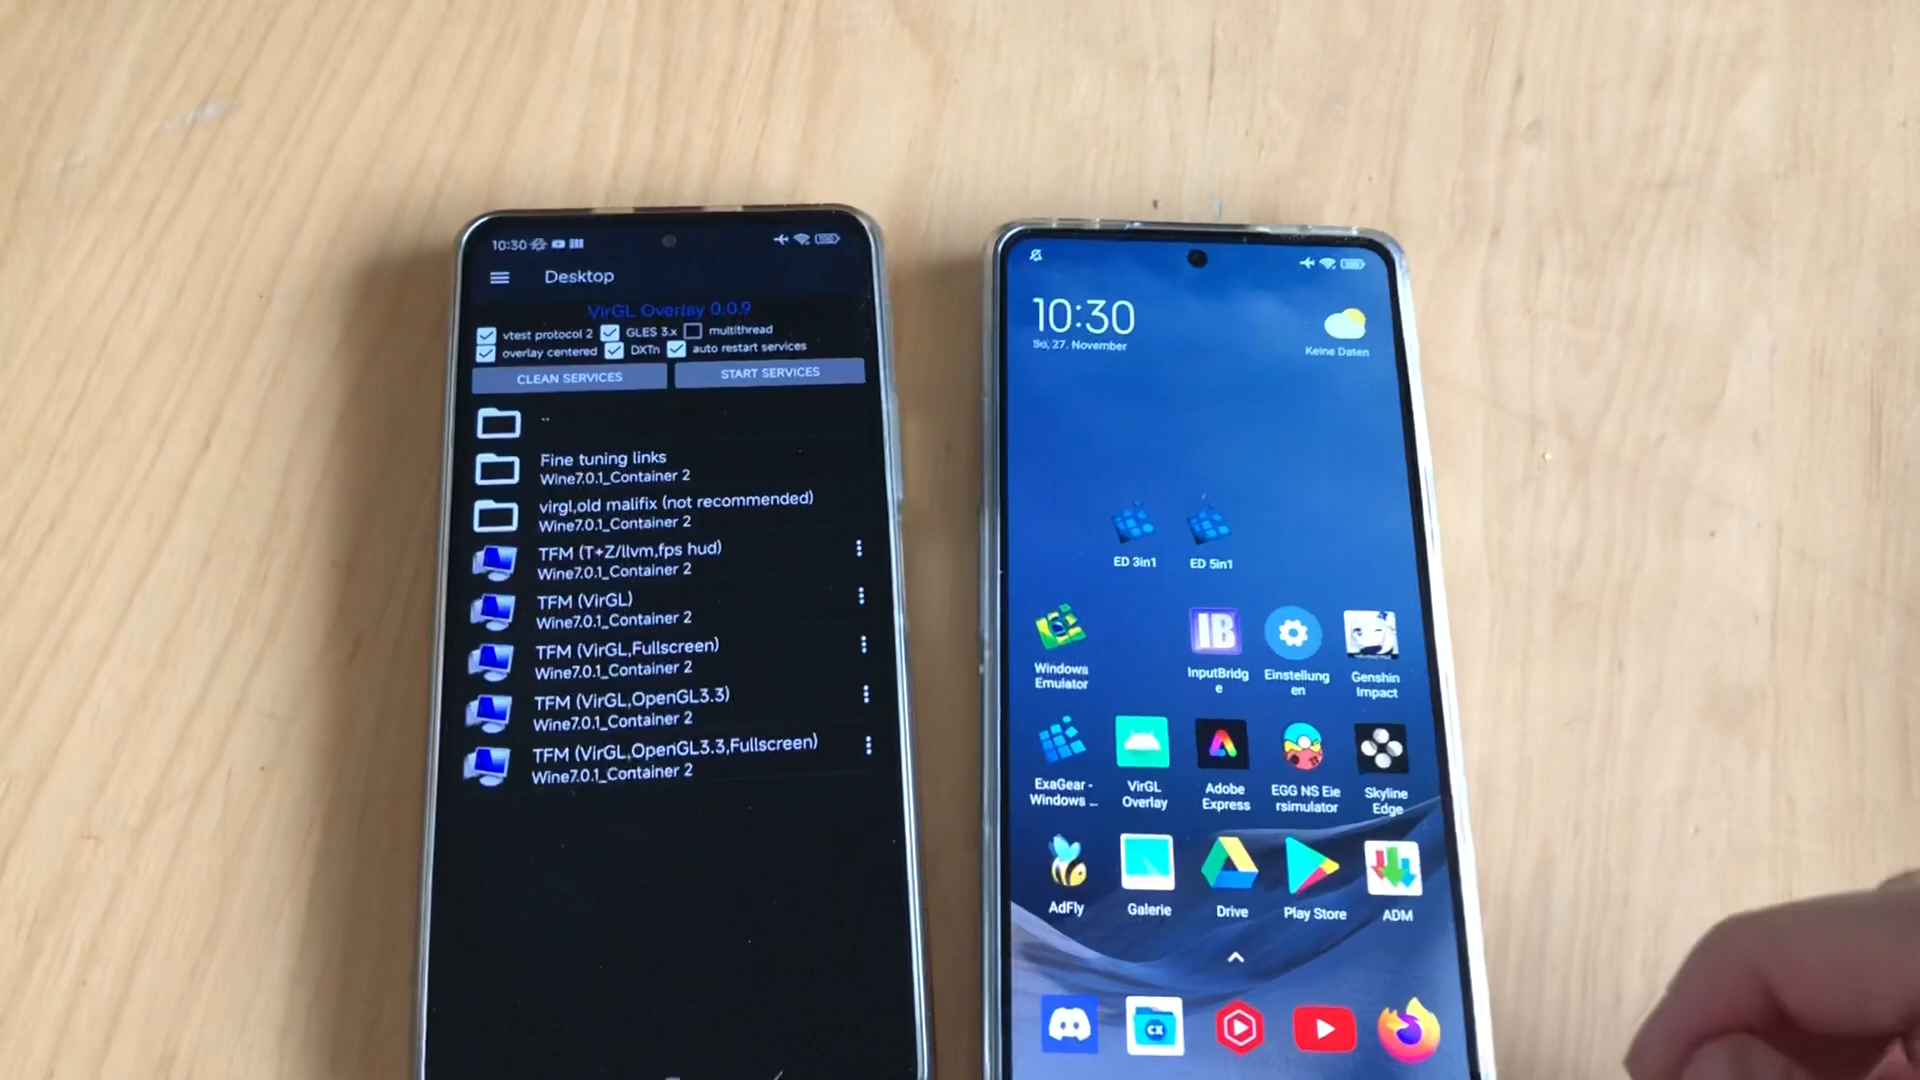 10:30
Desktop
VirGL Overlay 0.0.9
vtest protocol 2 GLES 3.x multithread
overlay centered DXTn auto restart services
CLEAN SERVICES START SERVICES
..
Fine tuning links
Wine7.0.1_Container 2
virgl,old malifix (not recommended)
Wine7.0.1_Container 2
TFM (T+Z/llvm,fps hud)
Wine7.0.1_Container 2
TFM (VirGL)
Wine7.0.1_Container 2
TFM (VirGL,Fullscreen)
Wine7.0.1_Container 2
TFM (VirGL,OpenGL3.3)
Wine7.0.1_Container 2
TFM (VirGL,OpenGL3.3,Fullscreen)
Wine7.0.1_Container 2
10:30
So, 27. November
Keine Daten
ED 3in1 ED 5in1
IB
Windows
Emulator
InputBridg
e
Einstellung
en
Genshin
Impact
ExaGear -
Windows ...
VirGL
Overlay
Adobe
Express
EGG NS Eie
rsimulator
Skyline
Edge
AdFly Galerie Drive Play Store ADM
CX